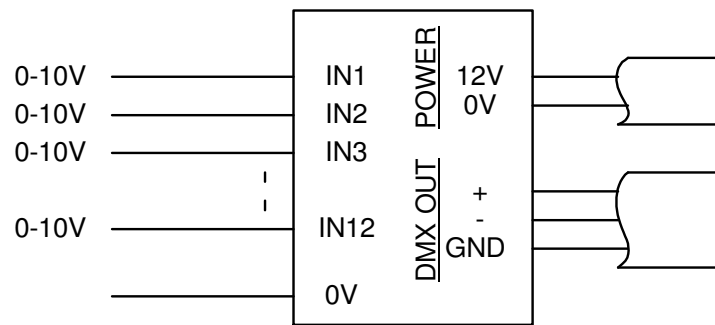 0-10V IN1 POWER 12V
0-10V IN2 0V
0-10V IN3
DMX OUT +
0-10V IN12 -
GND
0V